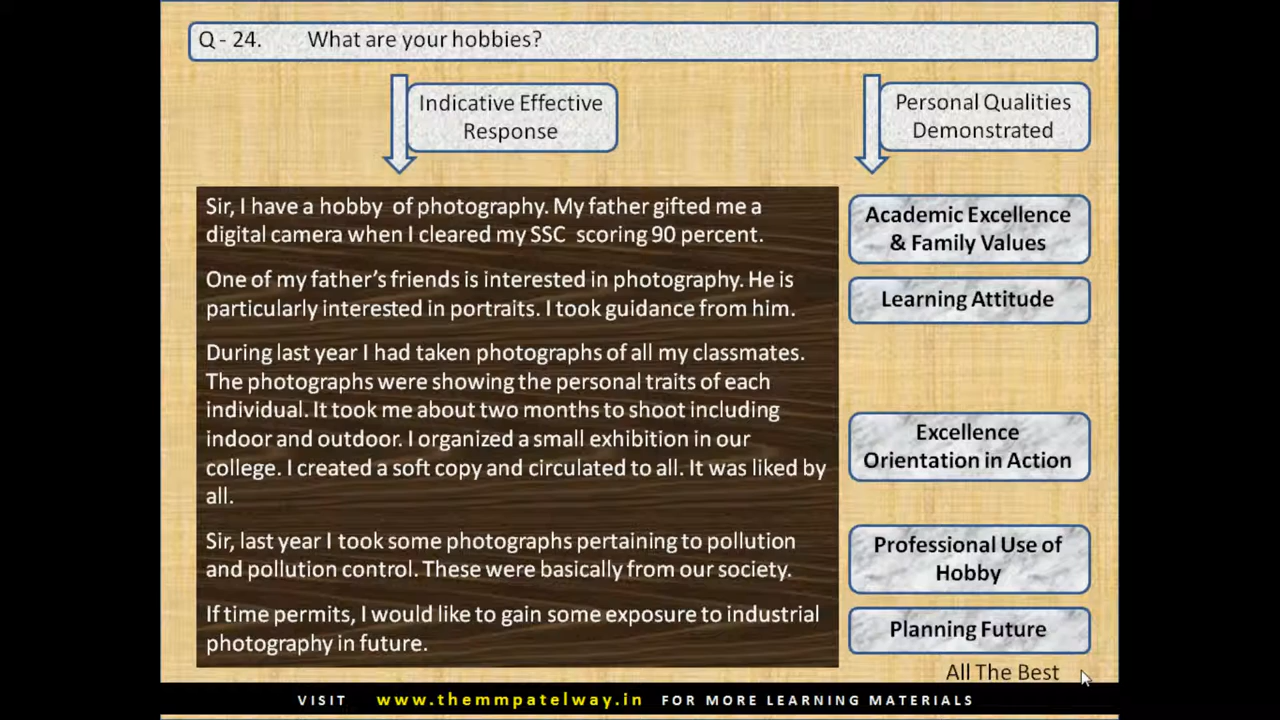 Q - 24. What are your hobbies?
Indicative Effective
Response
Personal Qualities
Demonstrated
Sir, I have a hobby of photography. My father gifted me a
digital camera when I cleared my SSC scoring 90 percent.
One of my father's friends is interested in photography. He is
particularly interested in portraits. I took guidance from him.
During last year I had taken photographs of all my classmates.
The photographs were showing the personal traits of each
individual. It took me about two months to shoot including
indoor and outdoor. I organized a small exhibition in our
college. I created a soft copy and circulated to all. It was liked by
all.
Sir, last year I took some photographs pertaining to pollution
and pollution control. These were basically from our society.
If time permits, I would like to gain some exposure to industrial
photography in future.
Academic Excellence
& Family Values
Learning Attitude
Excellence
Orientation in Action
Professional Use of
Hobby
Planning Future
All The Best
VISIT www.themmpatelway.in FOR MORE LEARNING MATERIALS